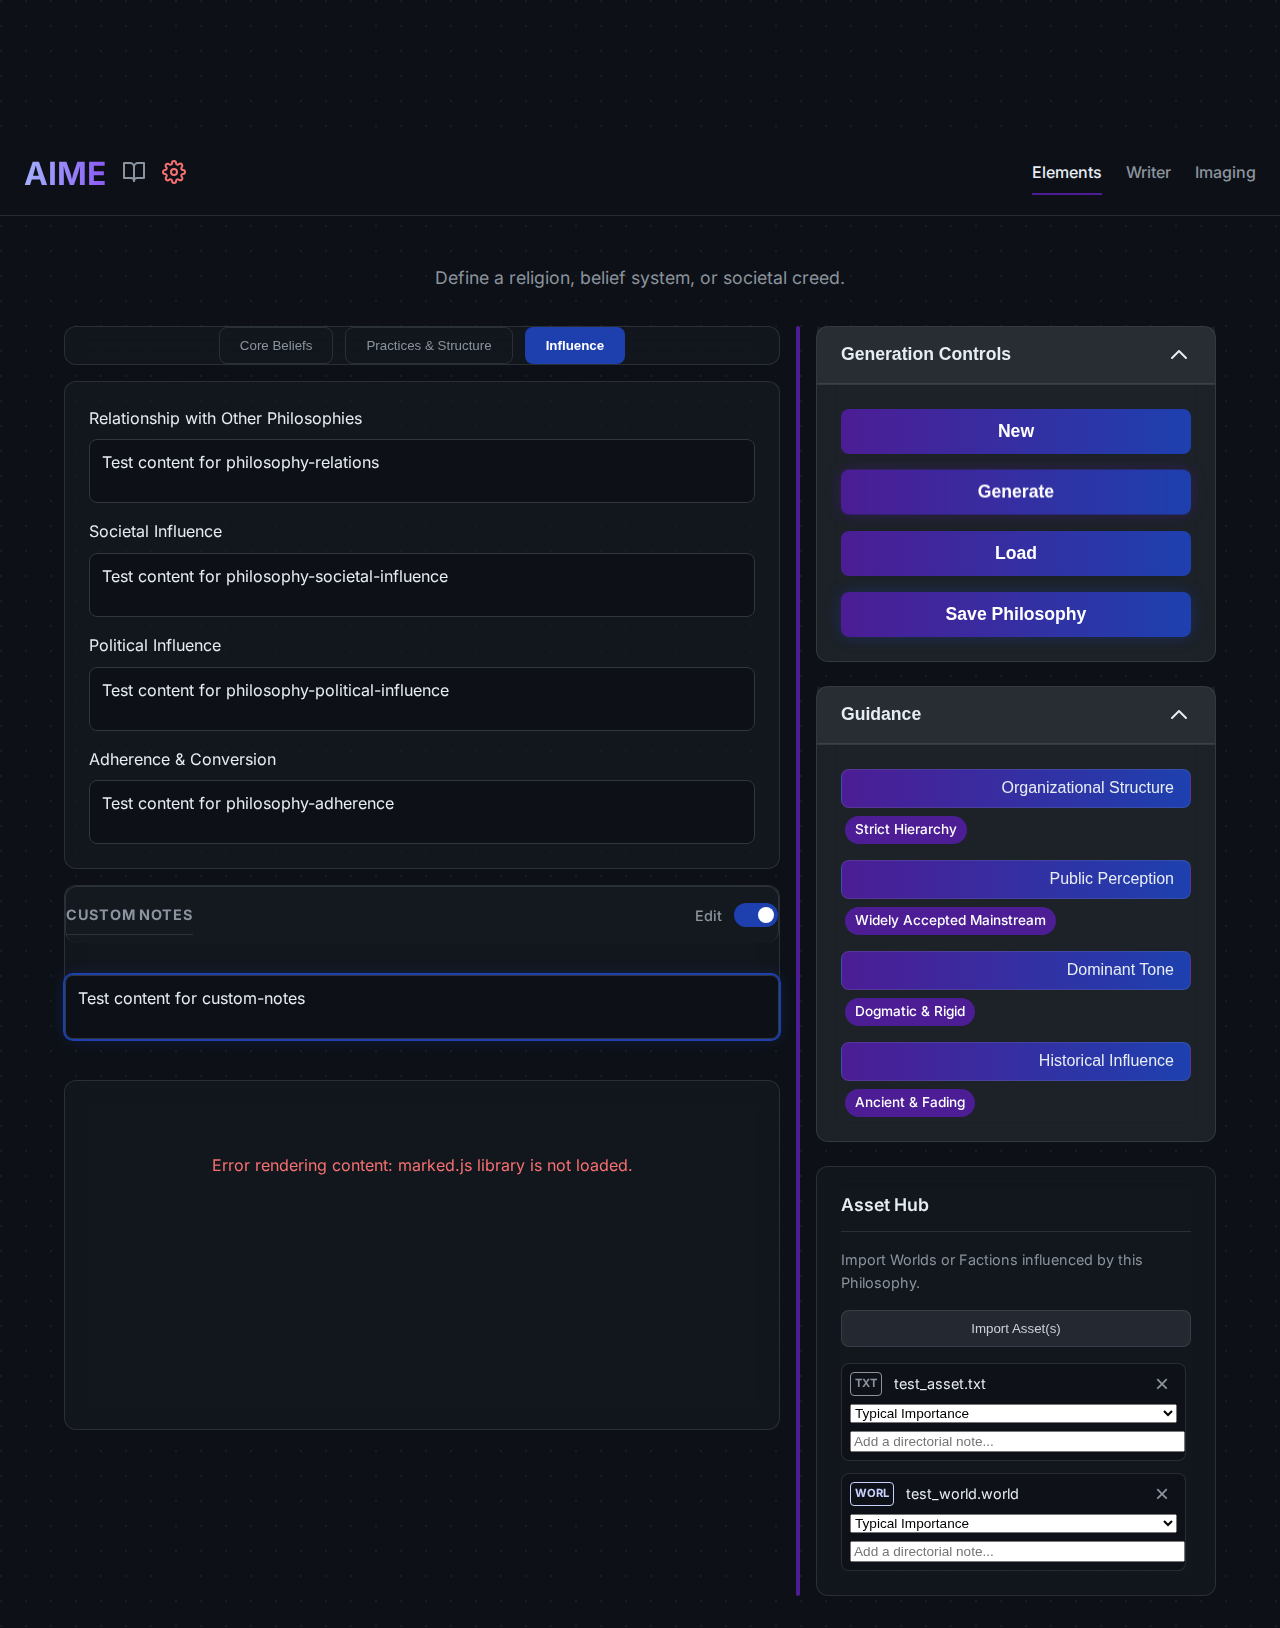 AIME
Elements
Writer
Imaging
Define a religion, belief system, or societal creed.
Core Beliefs
Practices & Structure
Influence
Relationship with Other Philosophies
Test content for philosophy-relations
Societal Influence
Test content for philosophy-societal-influence
Political Influence
Test content for philosophy-political-influence
Adherence & Conversion
Test content for philosophy-adherence
CUSTOM NOTES
Edit
Test content for custom-notes
Error rendering content: marked.js library is not loaded.
Generation Controls
New
Generate
Load
Save Philosophy
Guidance
Organizational Structure
Strict Hierarchy
Public Perception
Widely Accepted Mainstream
Dominant Tone
Dogmatic & Rigid
Historical Influence
Ancient & Fading
Asset Hub
Import Worlds or Factions influenced by this
Philosophy.
Import Asset(s)
TXT
test_asset.txt
Typical Importance
Add a directorial note...
WORL
test_world.world
Typical Importance
Add a directorial note...